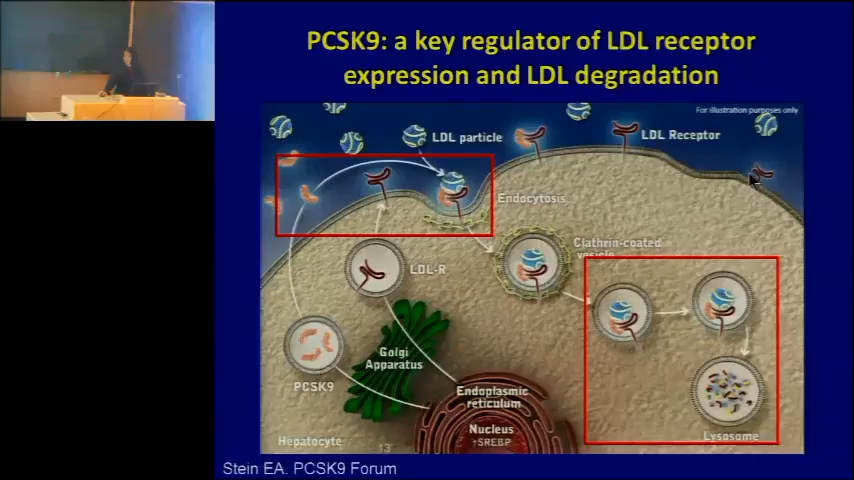 PCSK9: a key regulator of LDL receptor
expression and LDL degradation
For illustration purposes only
LDL particle
LDL Receptor
Endocytosis
Clathrin-coated
vesicle
LDL-R
Golgi
Apparatus
PCSK9
Endoplasmic
reticulum
Nucleus
↑SREBP
Hepatocyte
13
Lysosome
Stein EA. PCSK9 Forum